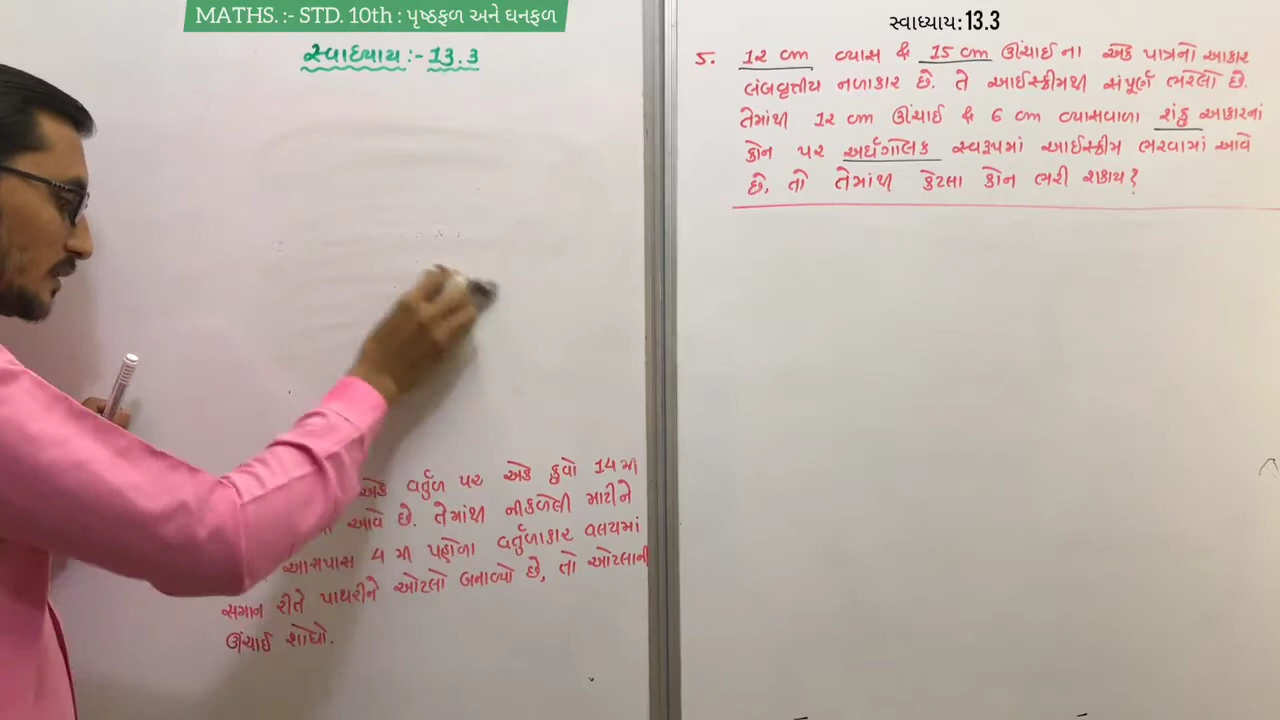 MATHS. :- STD. 10th : પૃષ્ઠફળ અને ઘનફળ
સ્વાધ્યાય :- 13.3
એક વર્તુળ પર એક કુવો 14 મી
આવે છે. તેમાંથી નીકળેલી માટીને
આસપાસ 4 મી પહોળા વર્તુળાકાર વલયમાં
સમાન રીતે પાથરીને ઓટલો બનાવ્યો છે, તો ઓટલાની
ઊંચાઈ શોધો.
સ્વાધ્યાય: 13.3
5. 12 cm વ્યાસ & 15 cm ઊંચાઈ ના એક પાત્રનો આકાર
લંબવૃત્તીય નળાકાર છે. તે આઈસ્ક્રીમથી સંપૂર્ણ ભરેલો છે.
તેમાંથી 12 cm ઊંચાઈ & 6 cm વ્યાસવાળા શંકુ આકારનાં
કોન પર અર્ધગોલક સ્વરૂપમાં આઈસ્ક્રીમ ભરવામાં આવે
છે, તો તેમાંથી કેટલા કોન ભરી શકાય?